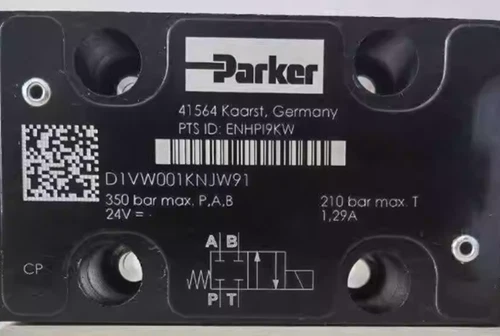 Parker
41564 Kaarst, Germany
PTS ID: ENHPI9KW
D1VW001KNJW91
350 bar max. P,A,B 210 bar max. T
24V = 1,29A
A B
CP
P T